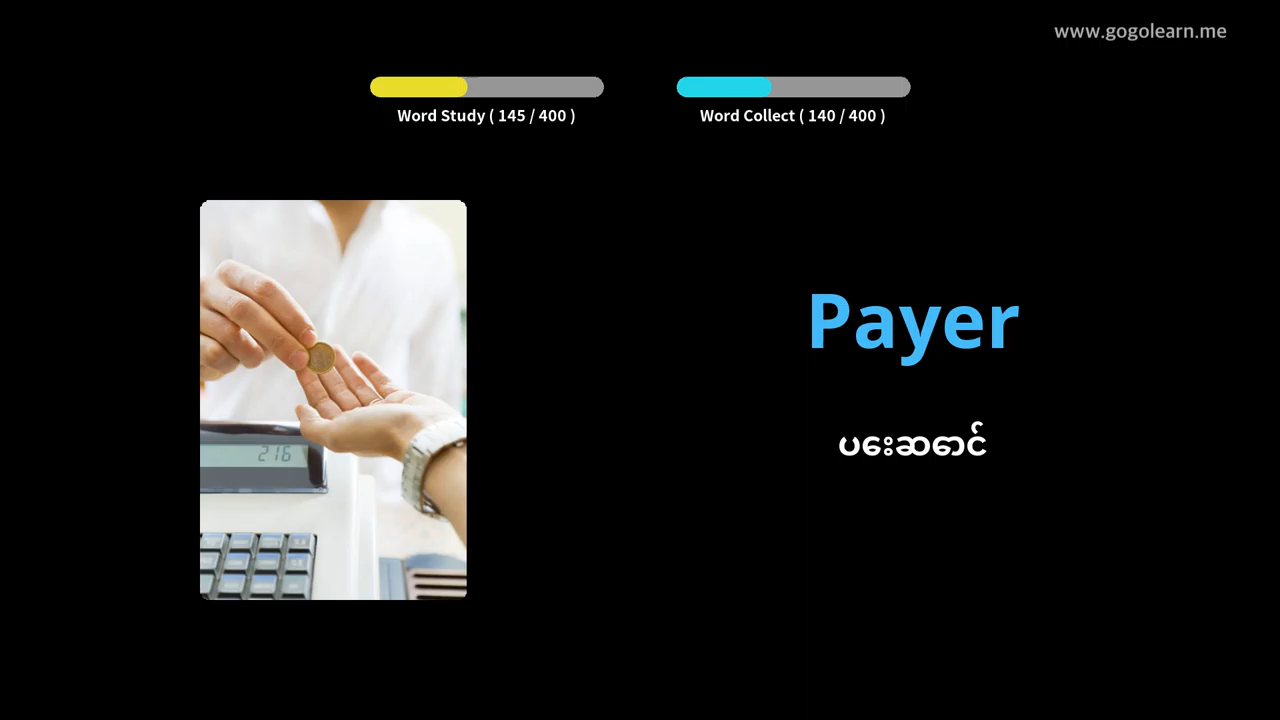 www.gogolearn.me
Word Study ( 145 / 400 )
Word Collect ( 140 / 400 )
216
Payer
ပေးဆောင်